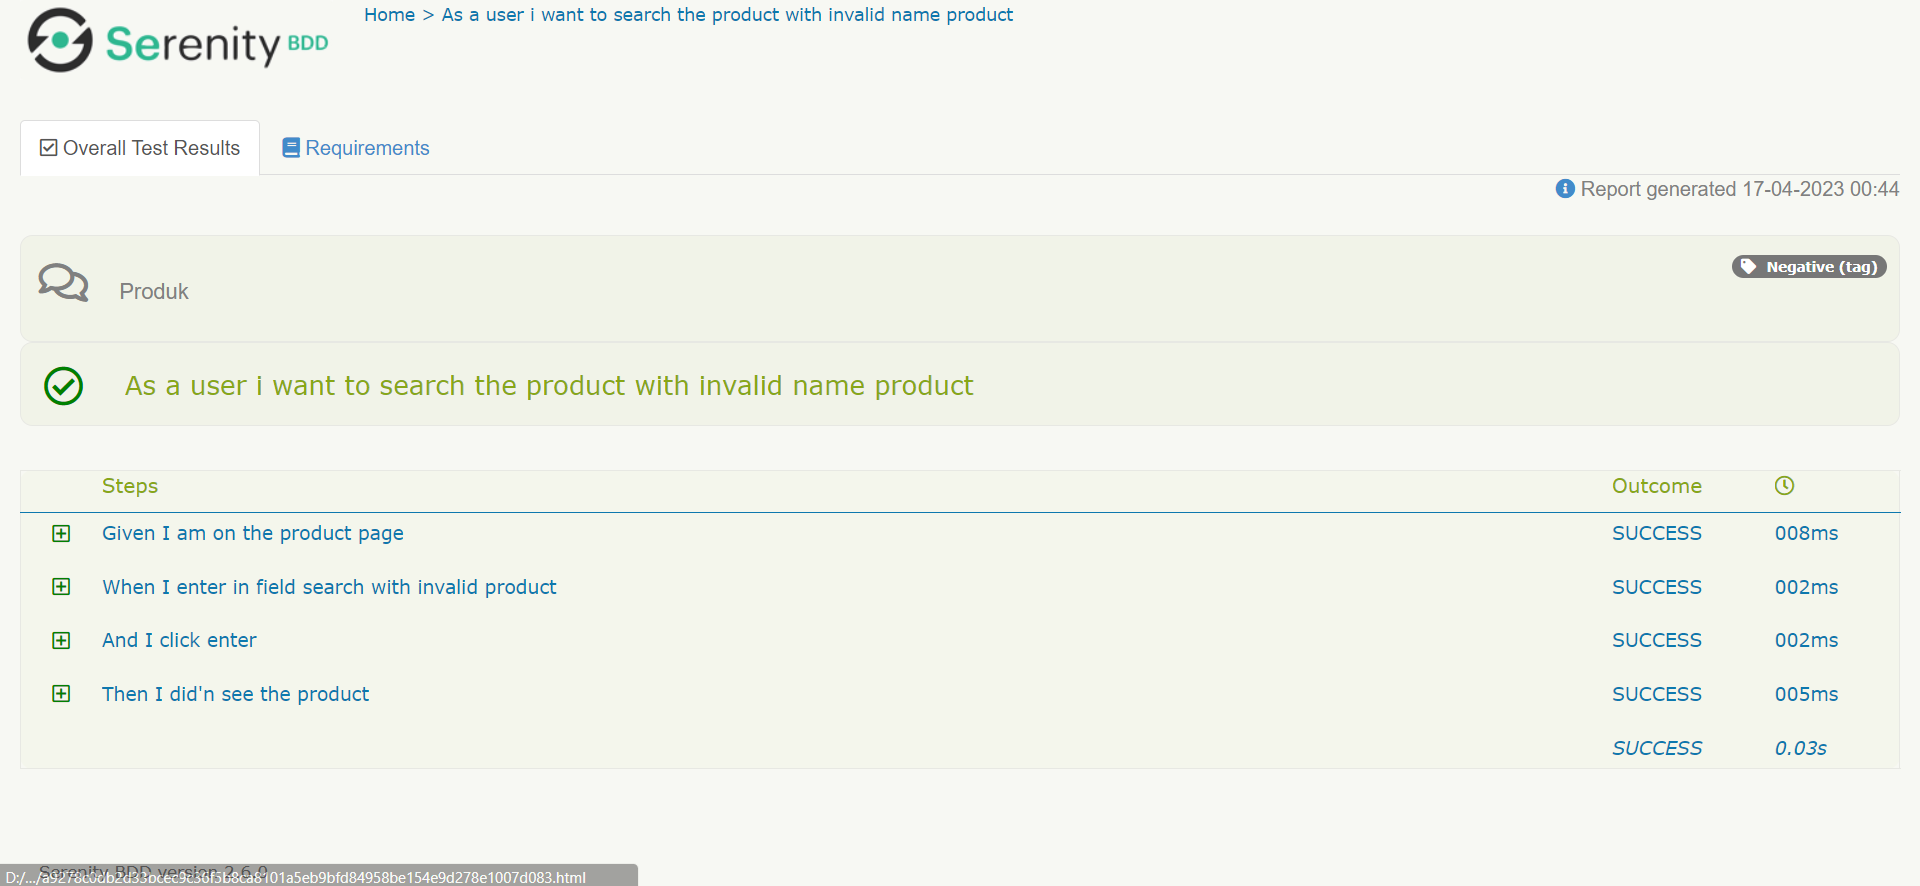 Home > As a user i want to search the product with invalid name product
Serenity BDD
Overall Test Results
Requirements
Report generated 17-04-2023 00:44
Negative (tag)
Produk
As a user i want to search the product with invalid name product
Steps Outcome
Given I am on the product page SUCCESS 008ms
When I enter in field search with invalid product SUCCESS 002ms
And I click enter SUCCESS 002ms
Then I did'n see the product SUCCESS 005ms
SUCCESS 0.03s
Serenity BDD version 2.6.0